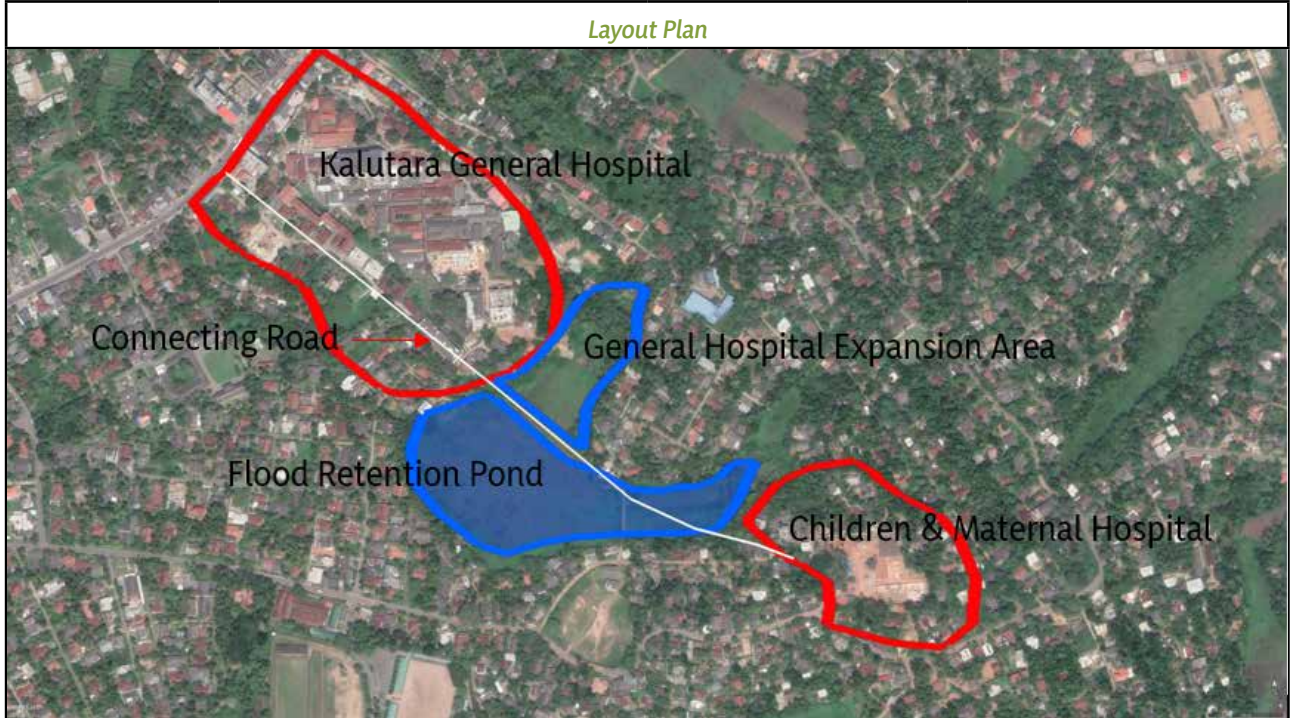 Layout Plan
Kalutara General Hospital
Connecting Road
General Hospital Expansion Area
Flood Retention Pond
Children & Maternal Hospital